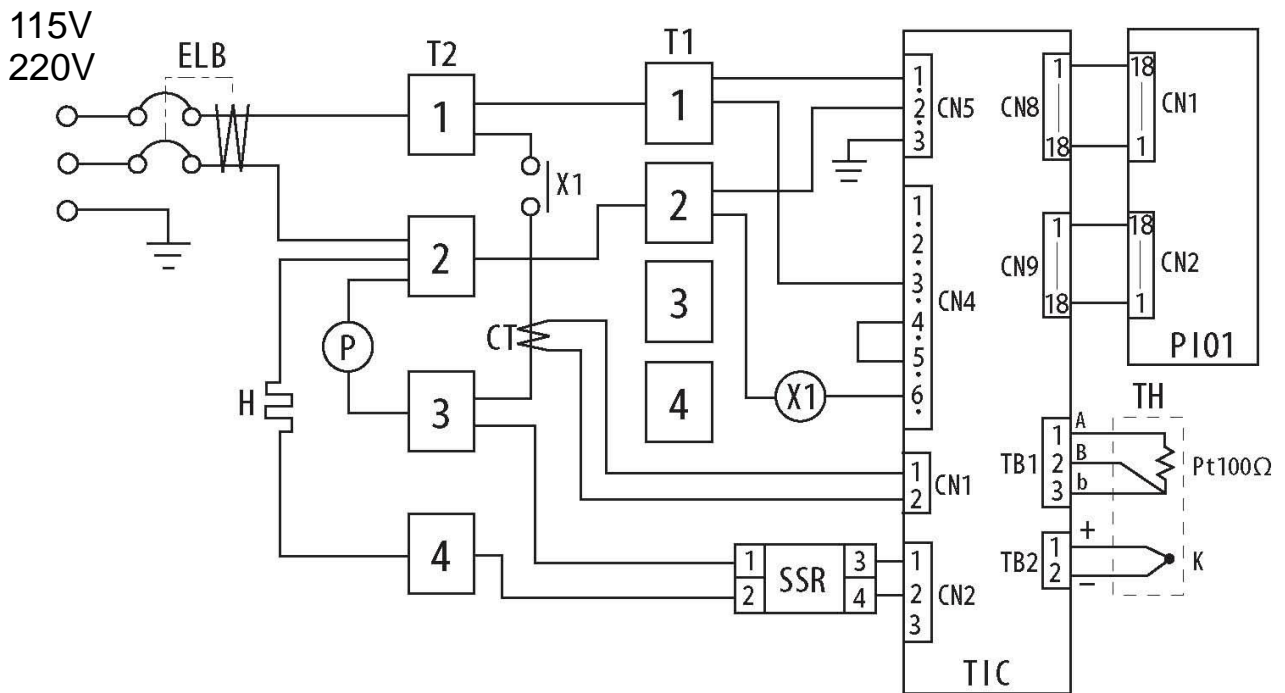 115V
220V
ELB
T2
T1
1
1
2
2
3
3
4
4
X1
CT
P
H
X1
1
2
3
CN5
1
2
3
4
5
6
CN4
1
2
CN1
1
2
3
CN2
1
2
SSR
3
4
CN8
1
18
18
1
CN1
CN9
1
18
18
1
CN2
PIO1
TB1
1
2
3
A
B
b
TH
Pt100Ω
TB2
1
2
+
−
K
TIC